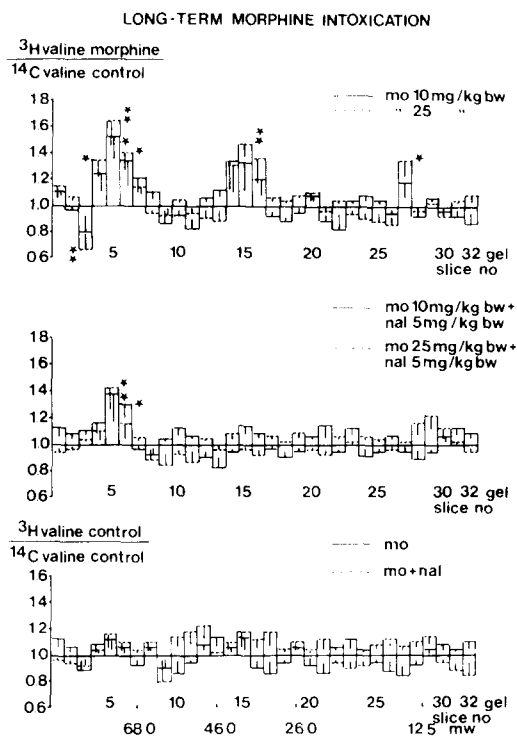 LONG-TERM MORPHINE INTOXICATION
3H valine morphine
14C valine control
mo 10 mg/kg bw
" 25 "
1.8
1.6
1.4
1.2
1.0
0.8
0.6
5 10 15 20 25 30 32 gel
slice no
mo 10 mg/kg bw +
nal 5 mg/kg bw
mo 25 mg/kg bw +
nal 5 mg/kg bw
1.8
1.6
1.4
1.2
1.0
0.8
0.6
5 10 15 20 25 30 32 gel
slice no
3H valine control
14C valine control
mo
mo + nal
1.6
1.4
1.2
1.0
0.8
0.6
5 10 15 20 25 30 32 gel
slice no
68.0 46.0 26.0 12.5 mw